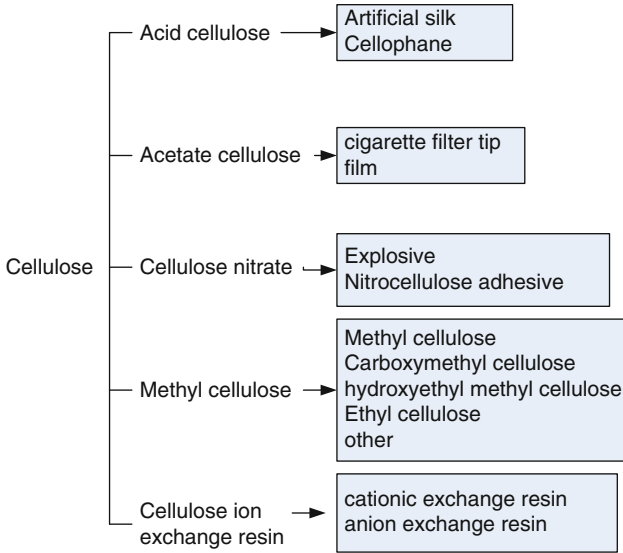 Cellulose
Acid cellulose
Artificial silk
Cellophane
Acetate cellulose
cigarette filter tip
film
Cellulose nitrate
Explosive
Nitrocellulose adhesive
Methyl cellulose
Methyl cellulose
Carboxymethyl cellulose
hydroxyethyl methyl cellulose
Ethyl cellulose
other
Cellulose ion
exchange resin
cationic exchange resin
anion exchange resin